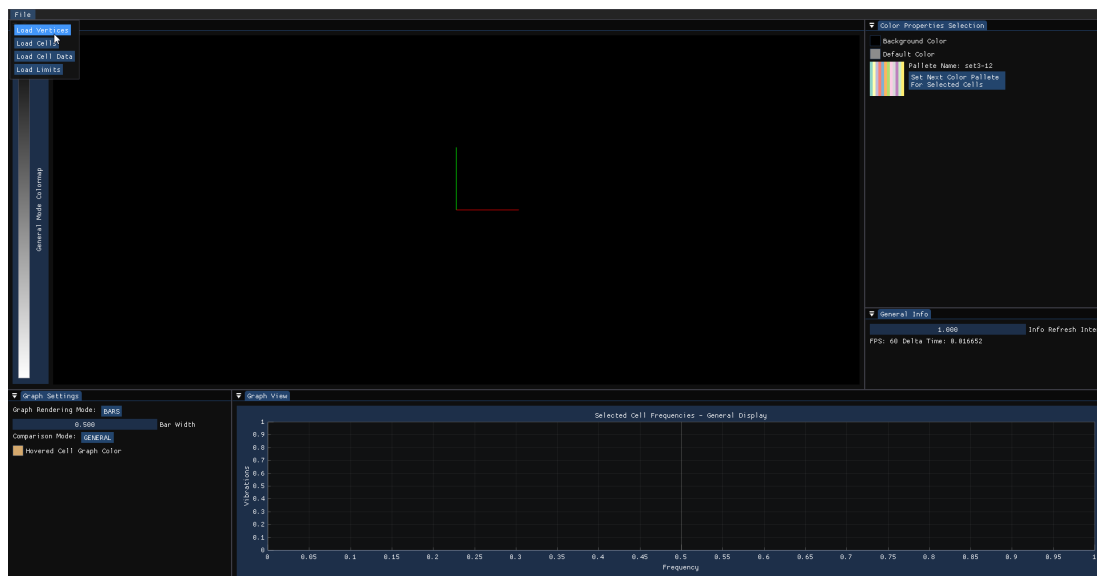 File
Load Vertices
Load Cells
Load Cell Data
Load Limits
General Mode Colormap
Color Properties Selection
Background Color
Default Color
Pallete Name: set3-12
Set Next Color Pallete
For Selected Cells
General Info
1.000 Info Refresh Inte
FPS: 60 Delta Time: 0.016652
Graph Settings
Graph Rendering Mode: BARS
0.500 Bar Width
Comparison Mode: GENERAL
Hovered Cell Graph Color
Graph View
Selected Cell Frequencies - General Display
Vibrations
1
0.9
0.8
0.7
0.6
0.5
0.4
0.3
0.2
0.1
0
0 0.05 0.1 0.15 0.2 0.25 0.3 0.35 0.4 0.45 0.5 0.55 0.6 0.65 0.7 0.75 0.8 0.85 0.9 0.95 1
Frequency